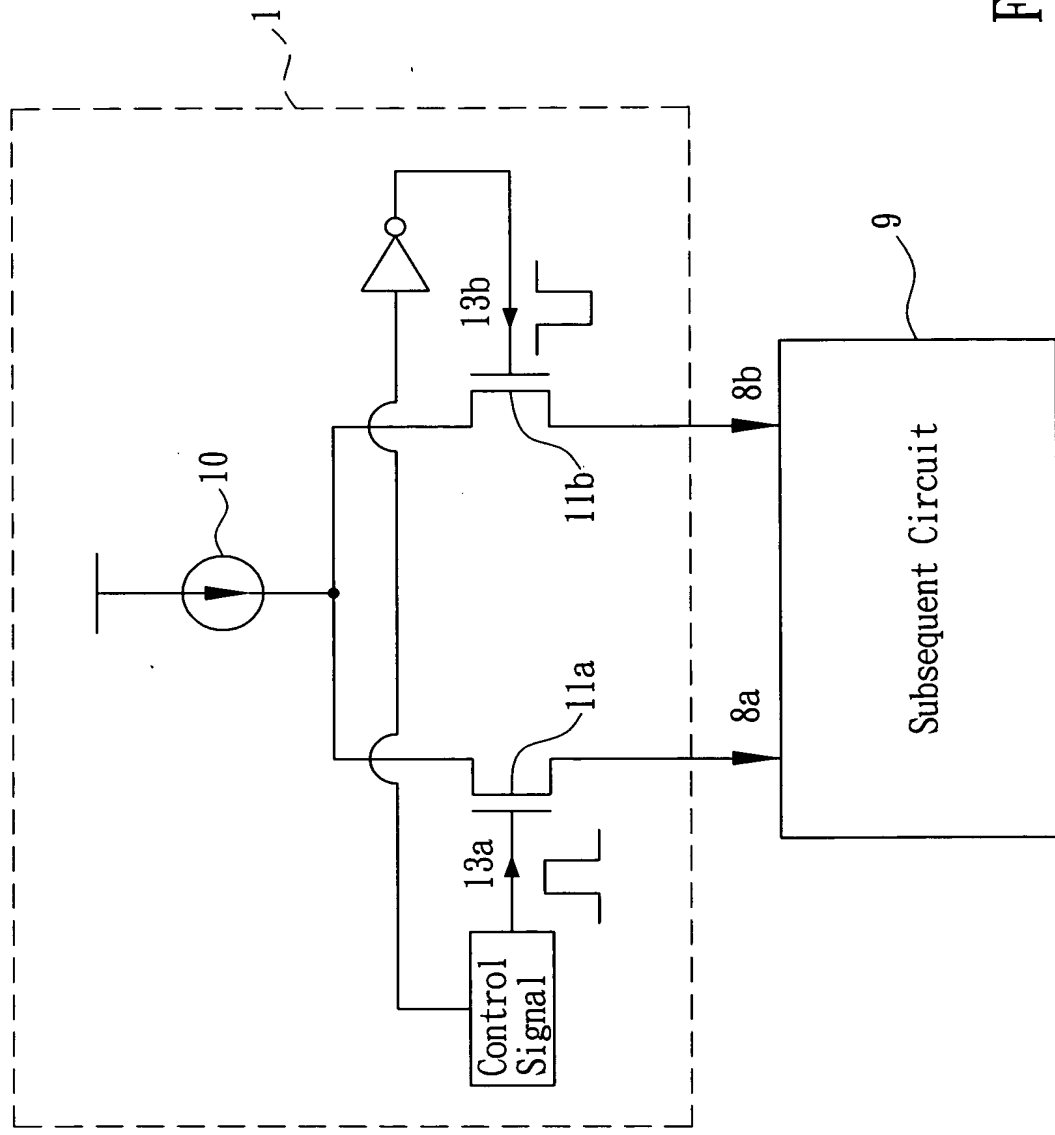 1
10
13b
11b
13a
11a
Control
Signal
8a
8b
9
Subsequent Circuit
F